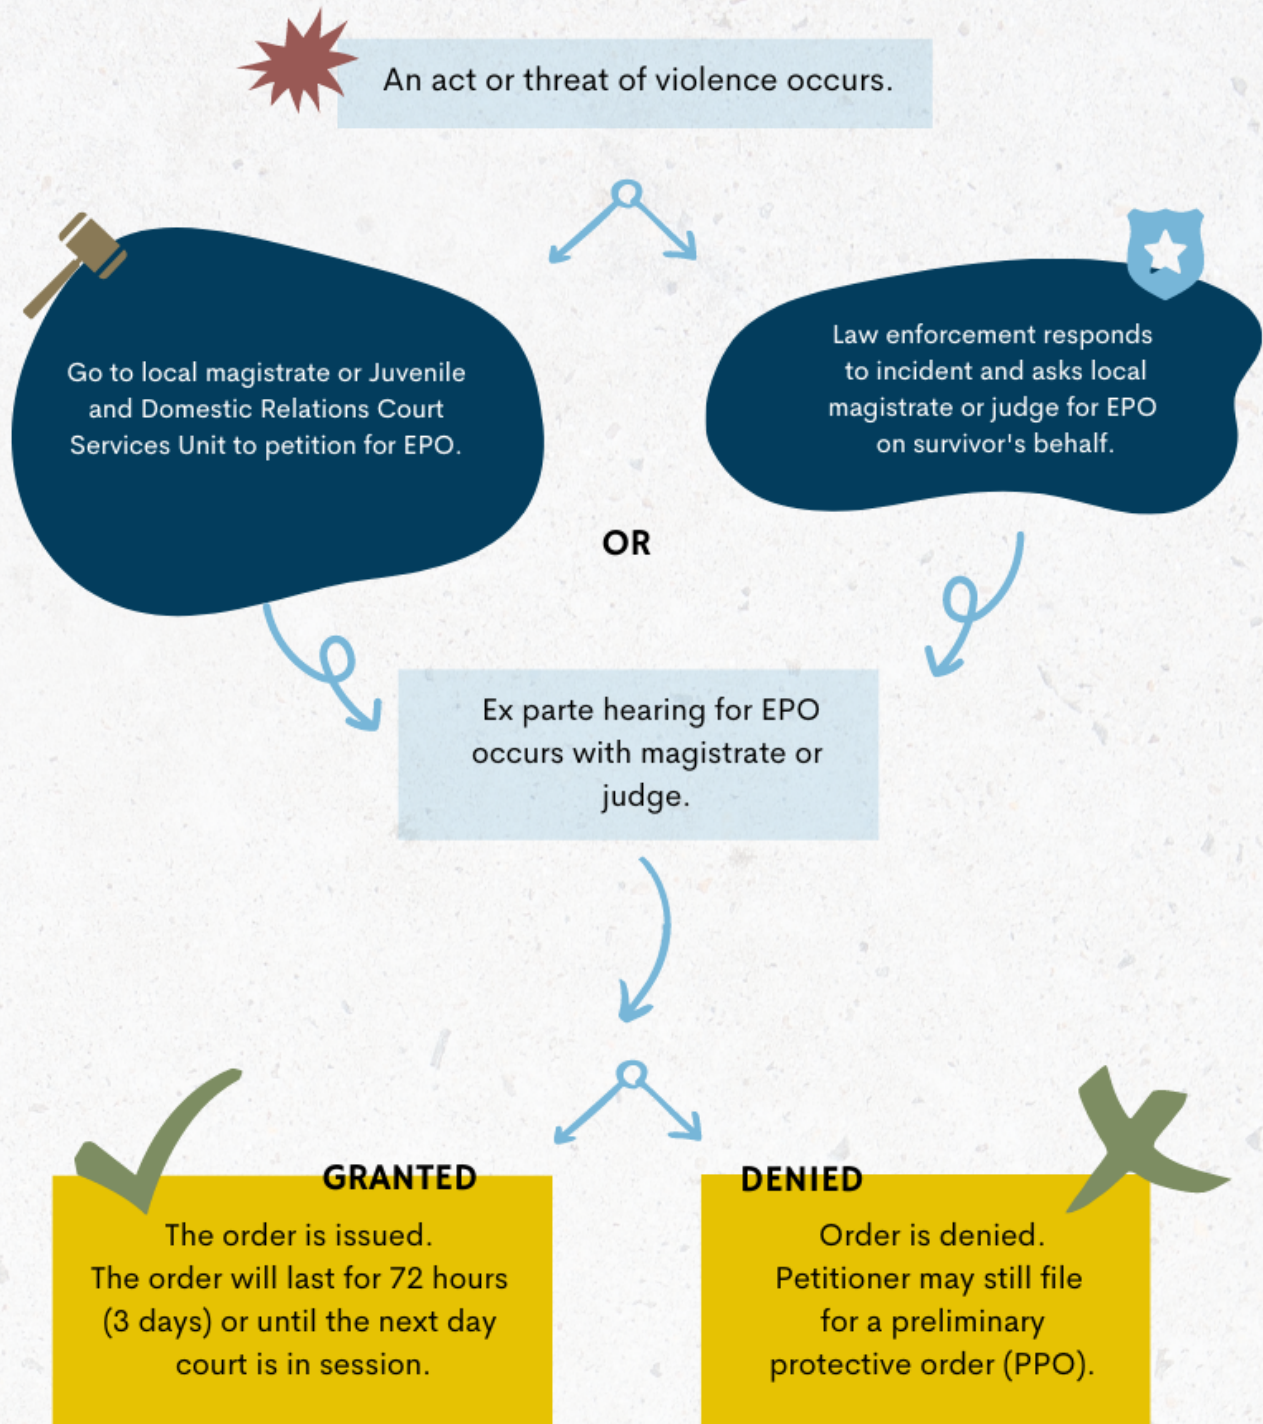 An act or threat of violence occurs.
Go to local magistrate or Juvenile
and Domestic Relations Court
Services Unit to petition for EPO.
Law enforcement responds
to incident and asks local
magistrate or judge for EPO
on survivor's behalf.
OR
Ex parte hearing for EPO
occurs with magistrate or
judge.
GRANTED
The order is issued.
The order will last for 72 hours
(3 days) or until the next day
court is in session.
DENIED
Order is denied.
Petitioner may still file
for a preliminary
protective order (PPO).